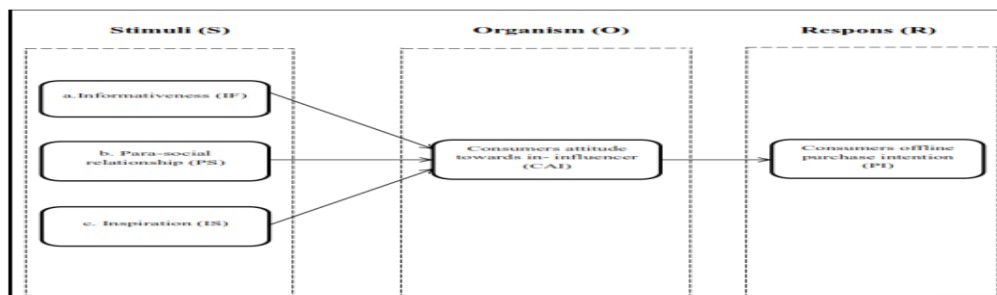 Stimuli (S)
Organism (O)
Respons (R)
a.Informativeness (IF)
b. Para-social
relationship (PS)
c. Inspiration (IS)
Consumers attitude
towards in- influencer
(CAI)
Consumers offline
purchase intention
(PI)